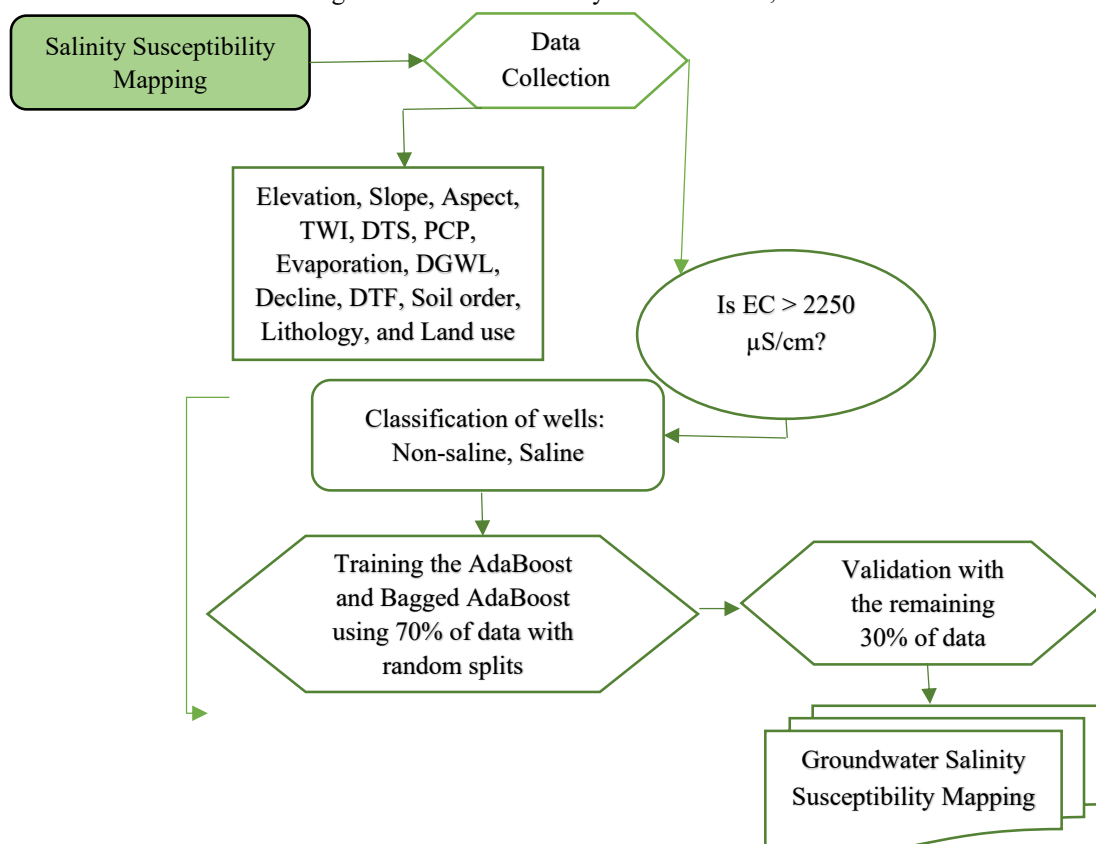 Salinity Susceptibility
Mapping
Data
Collection
Elevation, Slope, Aspect,
TWI, DTS, PCP,
Evaporation, DGWL,
Decline, DTF, Soil order,
Lithology, and Land use
Is EC > 2250
µS/cm?
Classification of wells:
Non-saline, Saline
Training the AdaBoost
and Bagged AdaBoost
using 70% of data with
random splits
Validation with
the remaining
30% of data
Groundwater Salinity
Susceptibility Mapping